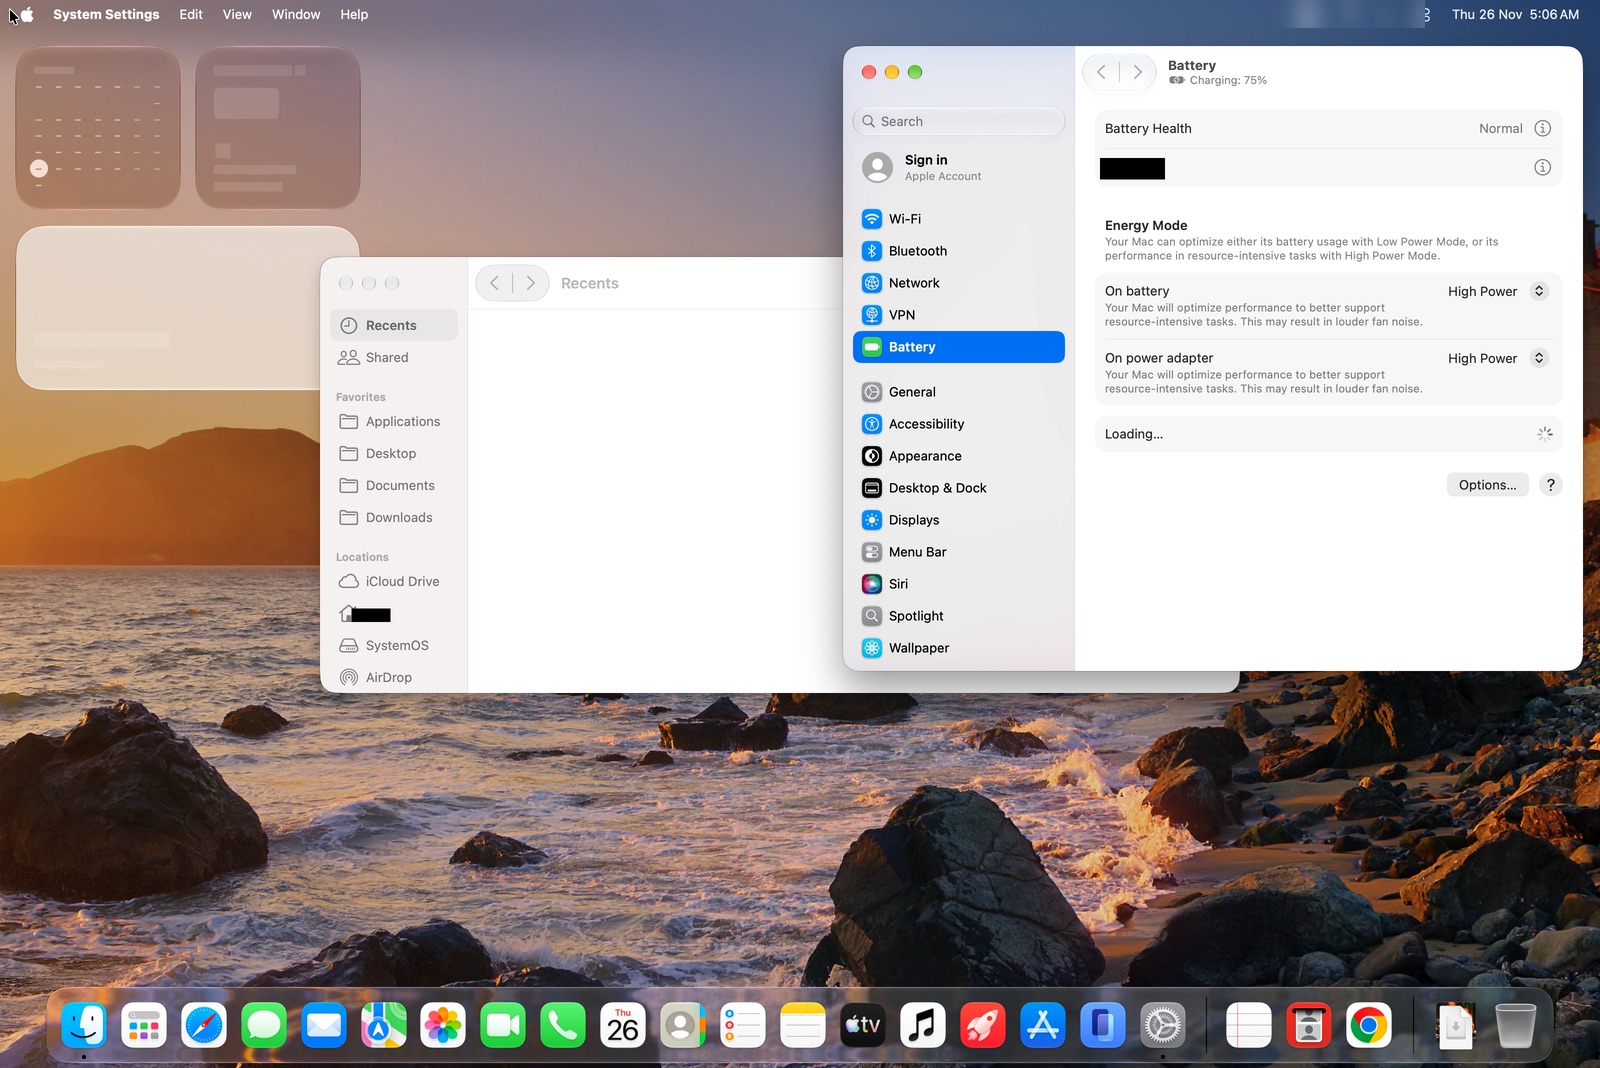 System Settings Edit View Window Help
Thu 26 Nov 5:06 AM
Battery
Charging: 75%
Search
Sign in
Apple Account
Wi-Fi
Bluetooth
Network
VPN
Battery
General
Accessibility
Appearance
Desktop & Dock
Displays
Menu Bar
Siri
Spotlight
Wallpaper
Battery Health Normal
Energy Mode
Your Mac can optimize either its battery usage with Low Power Mode, or its
performance in resource-intensive tasks with High Power Mode.
On battery High Power
Your Mac will optimize performance to better support
resource-intensive tasks. This may result in louder fan noise.
On power adapter High Power
Your Mac will optimize performance to better support
resource-intensive tasks. This may result in louder fan noise.
Loading...
Options... ?
Recents
Recents
Shared
Favorites
Applications
Desktop
Documents
Downloads
Locations
iCloud Drive
SystemOS
AirDrop
Thu
26
tv